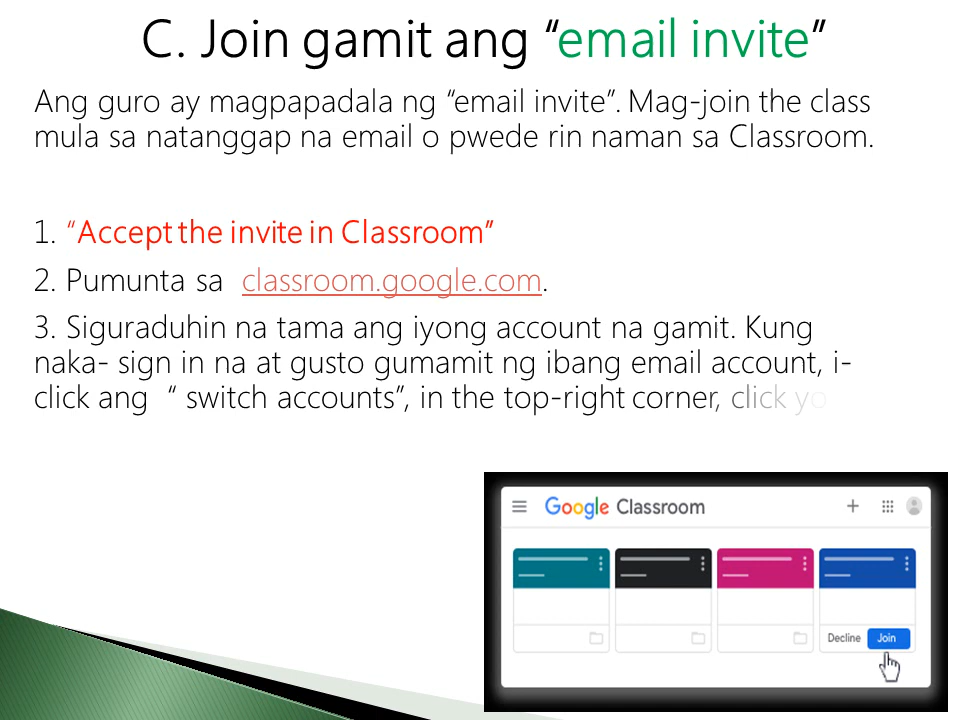 C. Join gamit ang “email invite”
Ang guro ay magpapadala ng “email invite”. Mag-join the class
mula sa natanggap na email o pwede rin naman sa Classroom.
1. “Accept the invite in Classroom”
2. Pumunta sa classroom.google.com.
3. Siguraduhin na tama ang iyong account na gamit. Kung
naka- sign in na at gusto gumamit ng ibang email account, i-
click ang “ switch accounts”, in the top-right corner, click
Google Classroom
Decline Join